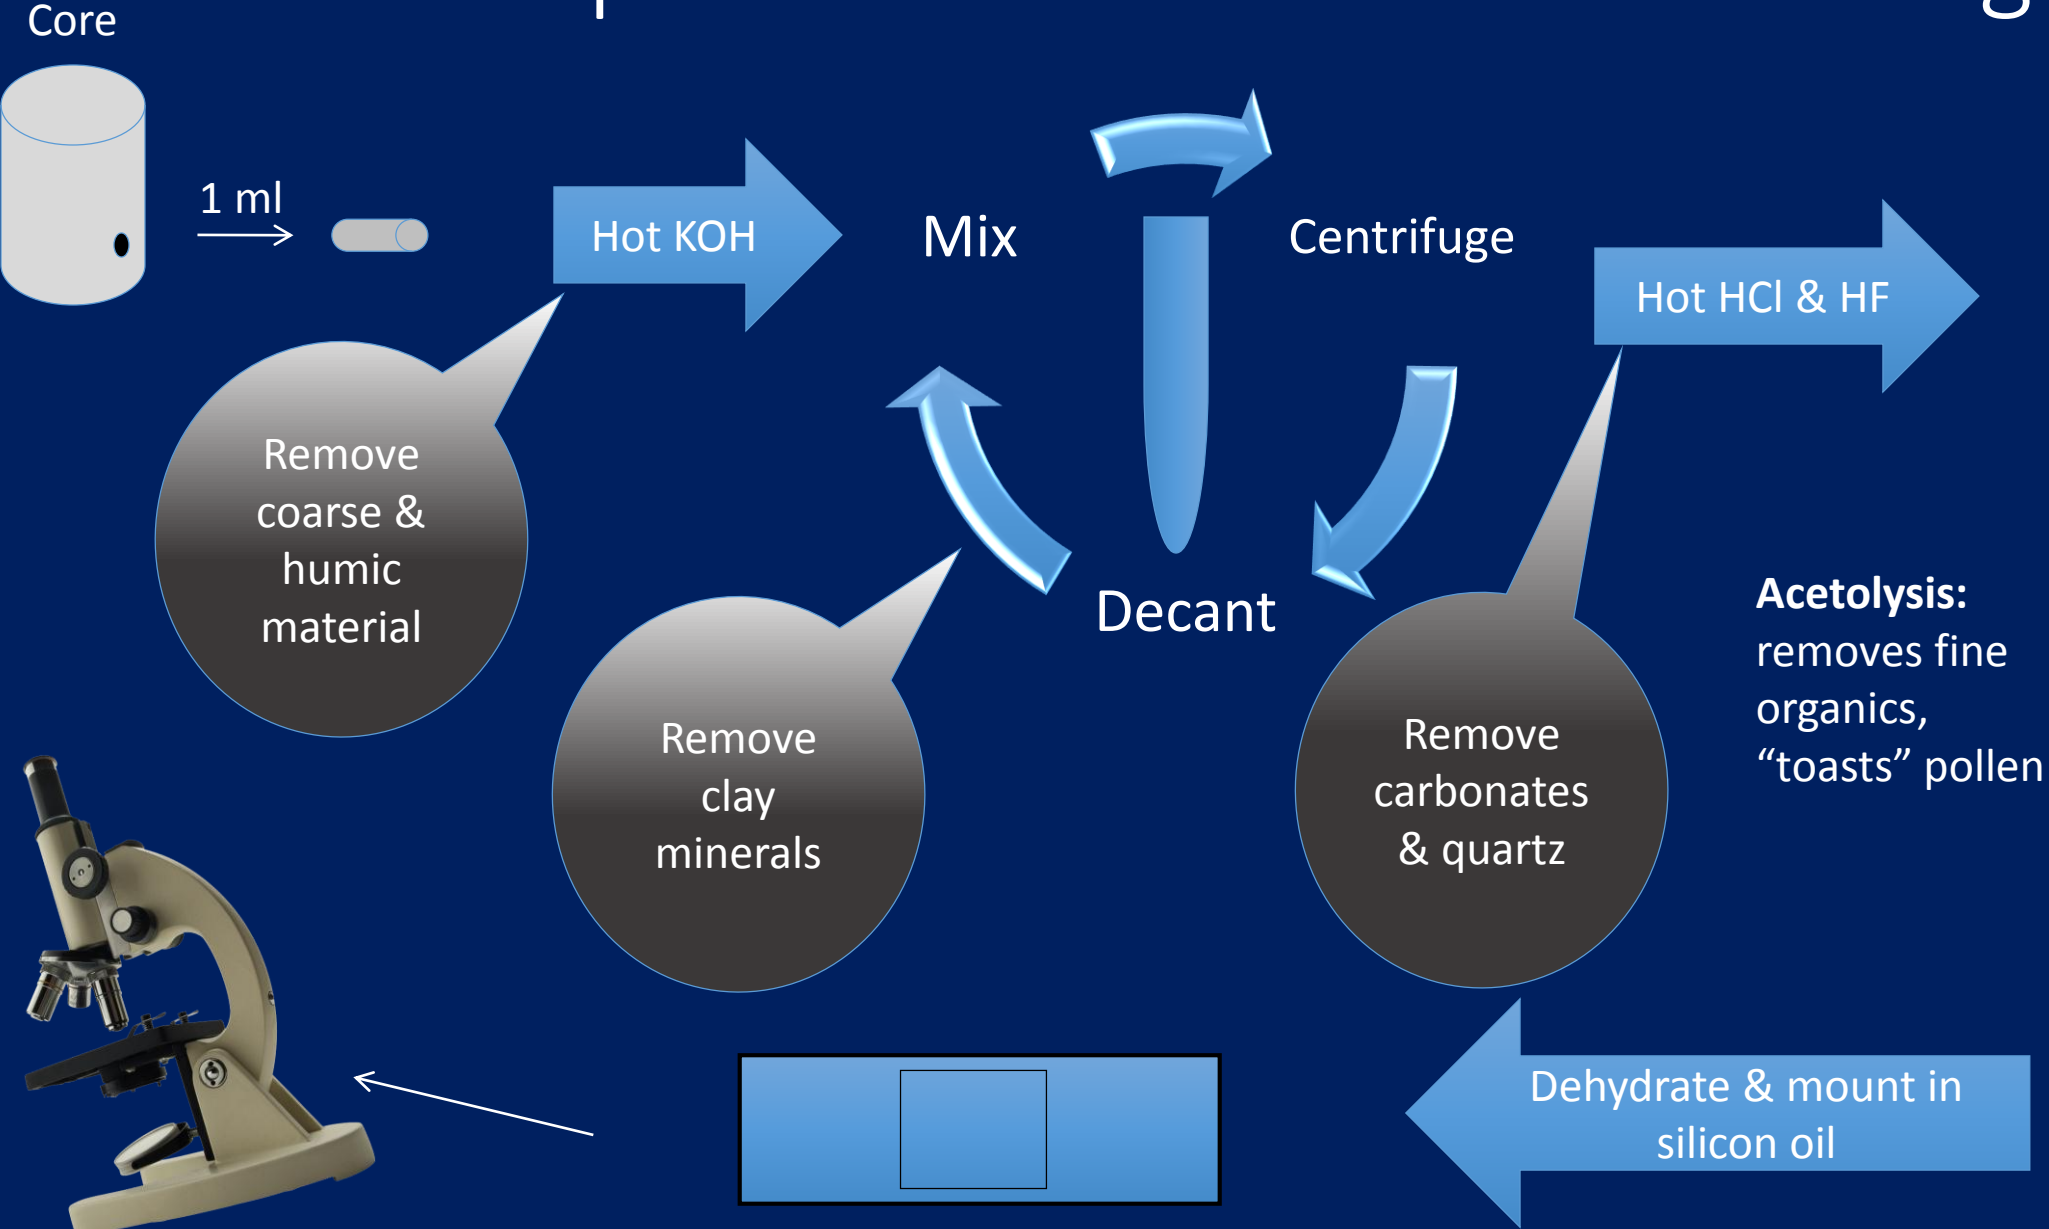 Core
1 ml
Hot KOH
Mix
Centrifuge
Hot HCl & HF
Remove
coarse &
humic
material
Decant
Remove
clay
minerals
Remove
carbonates
& quartz
Acetolysis:
removes fine
organics,
“toasts” pollen
Dehydrate & mount in
silicon oil